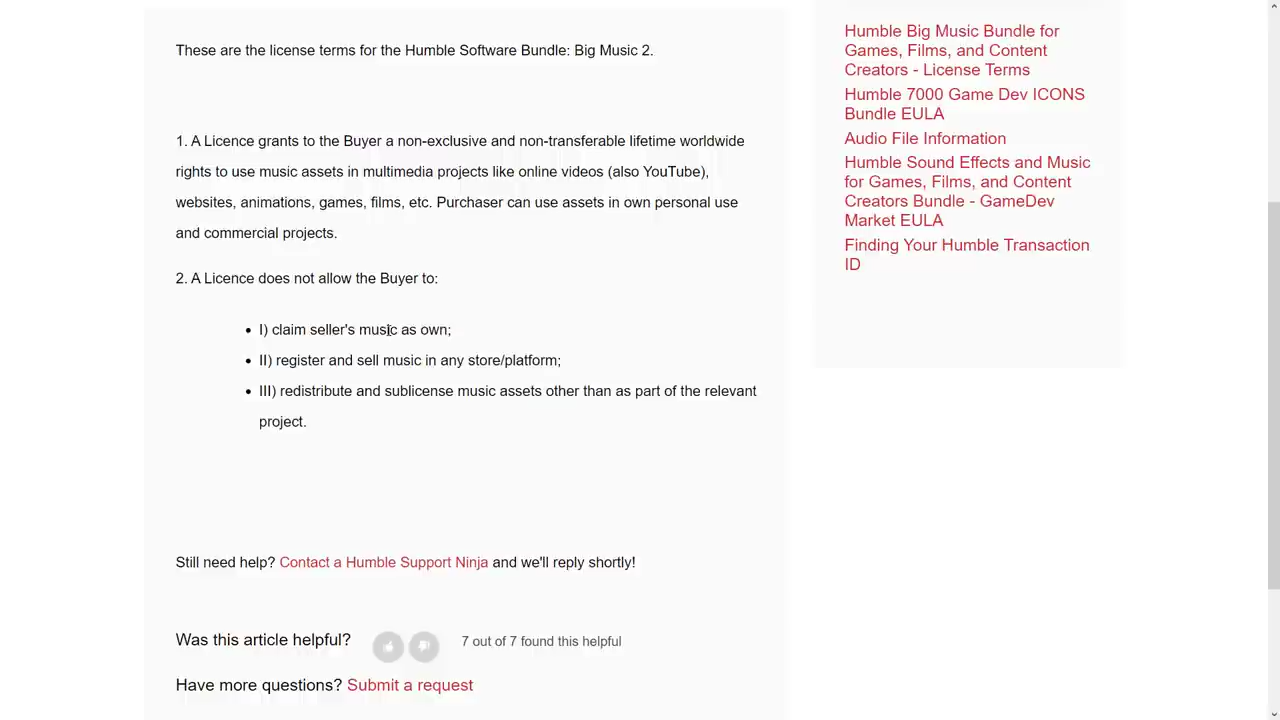 These are the license terms for the Humble Software Bundle: Big Music 2.
1. A Licence grants to the Buyer a non-exclusive and non-transferable lifetime worldwide
rights to use music assets in multimedia projects like online videos (also YouTube),
websites, animations, games, films, etc. Purchaser can use assets in own personal use
and commercial projects.
2. A Licence does not allow the Buyer to:
• I) claim seller's music as own;
• II) register and sell music in any store/platform;
• III) redistribute and sublicense music assets other than as part of the relevant
project.
Still need help? Contact a Humble Support Ninja and we'll reply shortly!
Was this article helpful? 7 out of 7 found this helpful
Have more questions? Submit a request
Humble Big Music Bundle for
Games, Films, and Content
Creators - License Terms
Humble 7000 Game Dev ICONS
Bundle EULA
Audio File Information
Humble Sound Effects and Music
for Games, Films, and Content
Creators Bundle - GameDev
Market EULA
Finding Your Humble Transaction
ID